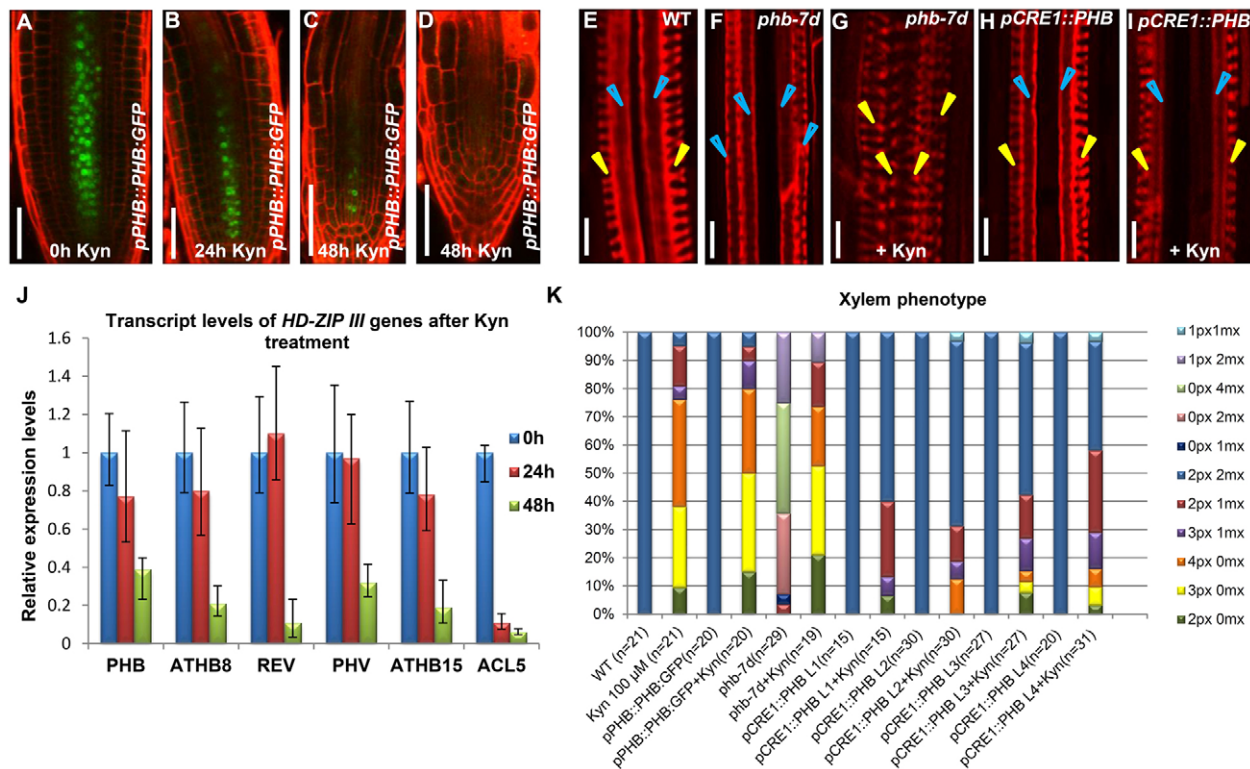 A
pPHB::PHB:GFP
0h Kyn
B
pPHB::PHB:GFP
24h Kyn
C
pPHB::PHB:GFP
48h Kyn
D
pPHB::PHB:GFP
48h Kyn
E
WT
F
phb-7d
G
phb-7d
+ Kyn
H
pCRE1::PHB
I
pCRE1::PHB
+ Kyn
J
Transcript levels of HD-ZIP III genes after Kyn
treatment
Relative expression levels
1.6
1.4
1.2
1
0.8
0.6
0.4
0.2
0
PHB
ATHB8
REV
PHV
ATHB15
ACL5
0h
24h
48h
K
Xylem phenotype
100%
90%
80%
70%
60%
50%
40%
30%
20%
10%
0%
WT (n=21)
Kyn 100 μM (n=21)
pPHB::PHB:GFP(n=20)
pPHB::PHB:GFP+Kyn(n=20)
phb-7d(n=29)
phb-7d+Kyn(n=19)
pCRE1::PHB L1(n=15)
pCRE1::PHB L1+Kyn(n=15)
pCRE1::PHB L2(n=30)
pCRE1::PHB L2+Kyn(n=30)
pCRE1::PHB L3(n=27)
pCRE1::PHB L3+Kyn(n=27)
pCRE1::PHB L4(n=20)
pCRE1::PHB L4+Kyn(n=31)
1px1mx
1px 2mx
0px 4mx
0px 2mx
0px 1mx
2px 2mx
2px 1mx
3px 1mx
4px 0mx
3px 0mx
2px 0mx